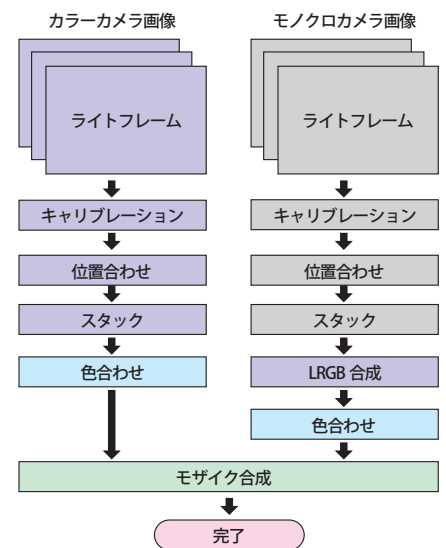 カラーカメラ画像
ライトフレーム
キャリブレーション
位置合わせ
スタック
色合わせ
モノクロカメラ画像
ライトフレーム
キャリブレーション
位置合わせ
スタック
LRGB 合成
色合わせ
モザイク合成
完了